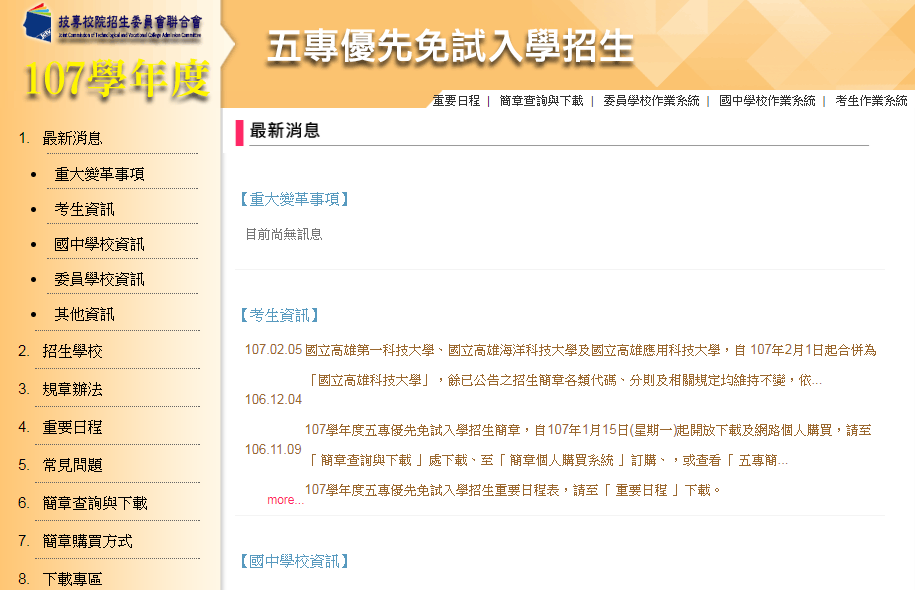 技專校院招生委員會聯合會
Joint Commission of Technological and Vocational College Admission Committee
107學年度
五專優先免試入學招生
重要日程 | 簡章查詢與下載 | 委員學校作業系統 | 國中學校作業系統 | 考生作業系統
1. 最新消息
• 重大變革事項
• 考生資訊
• 國中學校資訊
• 委員學校資訊
• 其他資訊
2. 招生學校
3. 規章辦法
4. 重要日程
5. 常見問題
6. 簡章查詢與下載
7. 簡章購買方式
8. 下載專區
最新消息
【重大變革事項】
目前尚無訊息
【考生資訊】
107.02.05 國立高雄第一科技大學、國立高雄海洋科技大學及國立高雄應用科技大學，自 107年2月1日起合併為
「國立高雄科技大學」，餘已公告之招生簡章各類代碼、分則及相關規定均維持不變，依...
106.12.04
107學年度五專優先免試入學招生簡章，自107年1月15日(星期一)起開放下載及網路個人購買，請至
106.11.09
「 簡章查詢與下載 」處下載、至「 簡章個人購買系統 」訂購、，或查看「 五專簡...
107學年度五專優先免試入學招生重要日程表，請至「 重要日程 」下載。
more...
【國中學校資訊】